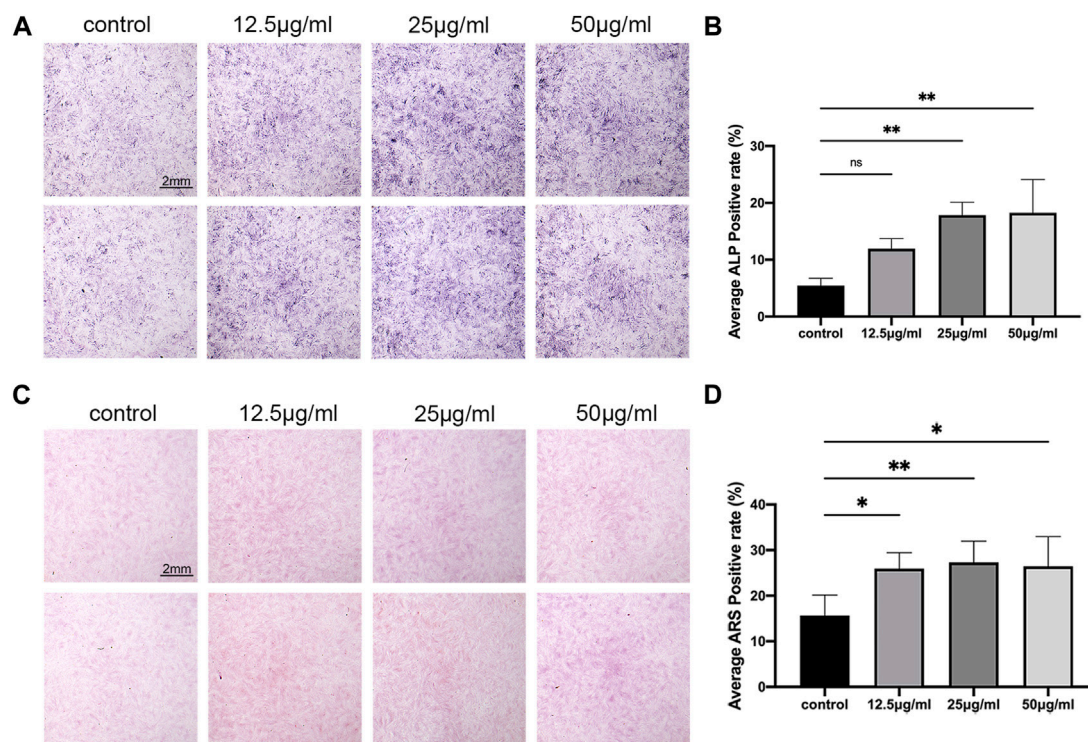 A
control 12.5µg/ml 25µg/ml 50µg/ml
2mm
B
** 
**
ns
Average ALP Positive rate (%)
30
20
10
0
control 12.5µg/ml 25µg/ml 50µg/ml
C
control 12.5µg/ml 25µg/ml 50µg/ml
2mm
D
*
**
*
Average ARS Positive rate (%)
40
30
20
10
0
control 12.5µg/ml 25µg/ml 50µg/ml